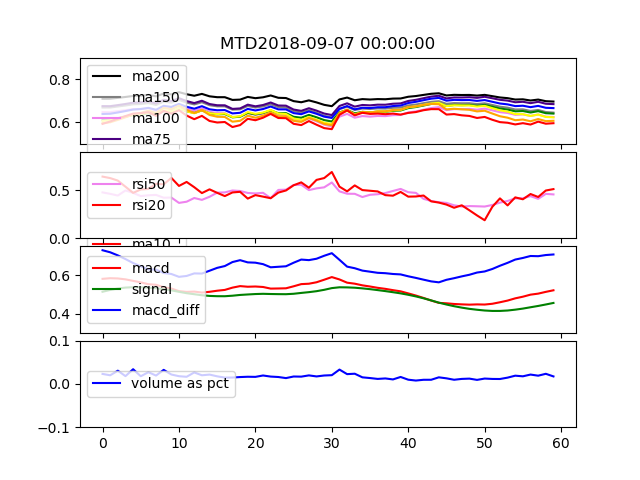 MTD2018-09-07 00:00:00
0.8
0.6
ma200
ma150
ma100
ma75
0.5
0.0
rsi50
rsi20
ma10
0.6
0.4
macd
signal
macd_diff
0.1
0.0
−0.1
volume as pct
0 10 20 30 40 50 60